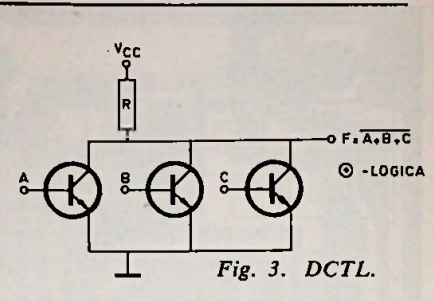 VCC
R
A
B
C
F = A+B+C
⊕ -LOGICA
Fig. 3. DCTL.